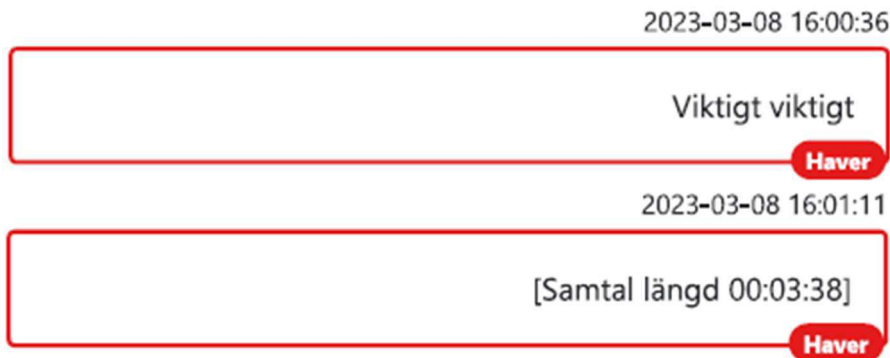 2023-03-08 16:00:36
Viktigt viktigt
Haver
2023-03-08 16:01:11
[Samtal längd 00:03:38]
Haver